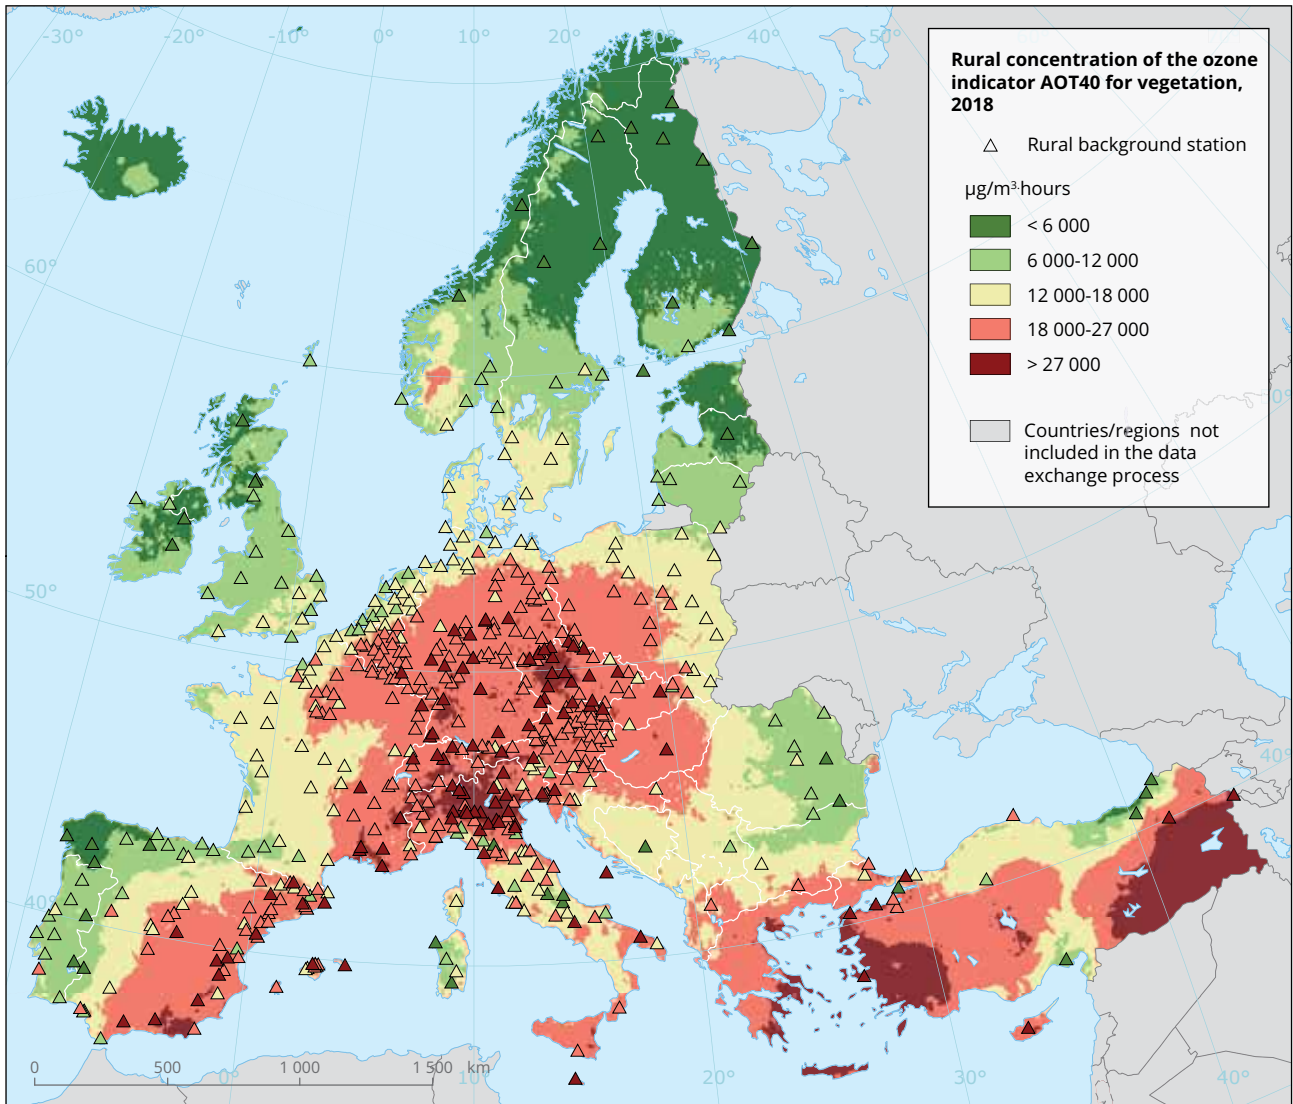 -30°
-20°
-10°
0°
10°
20°
30°
40°
50°
Rural concentration of the ozone
indicator AOT40 for vegetation,
2018
Rural background station
µg/m³·hours
< 6 000
6 000-12 000
12 000-18 000
18 000-27 000
> 27 000
Countries/regions not
included in the data
exchange process
60°
50°
40°
40°
0 500 1 000 1 500 km
0° 10° 20° 30° 40°